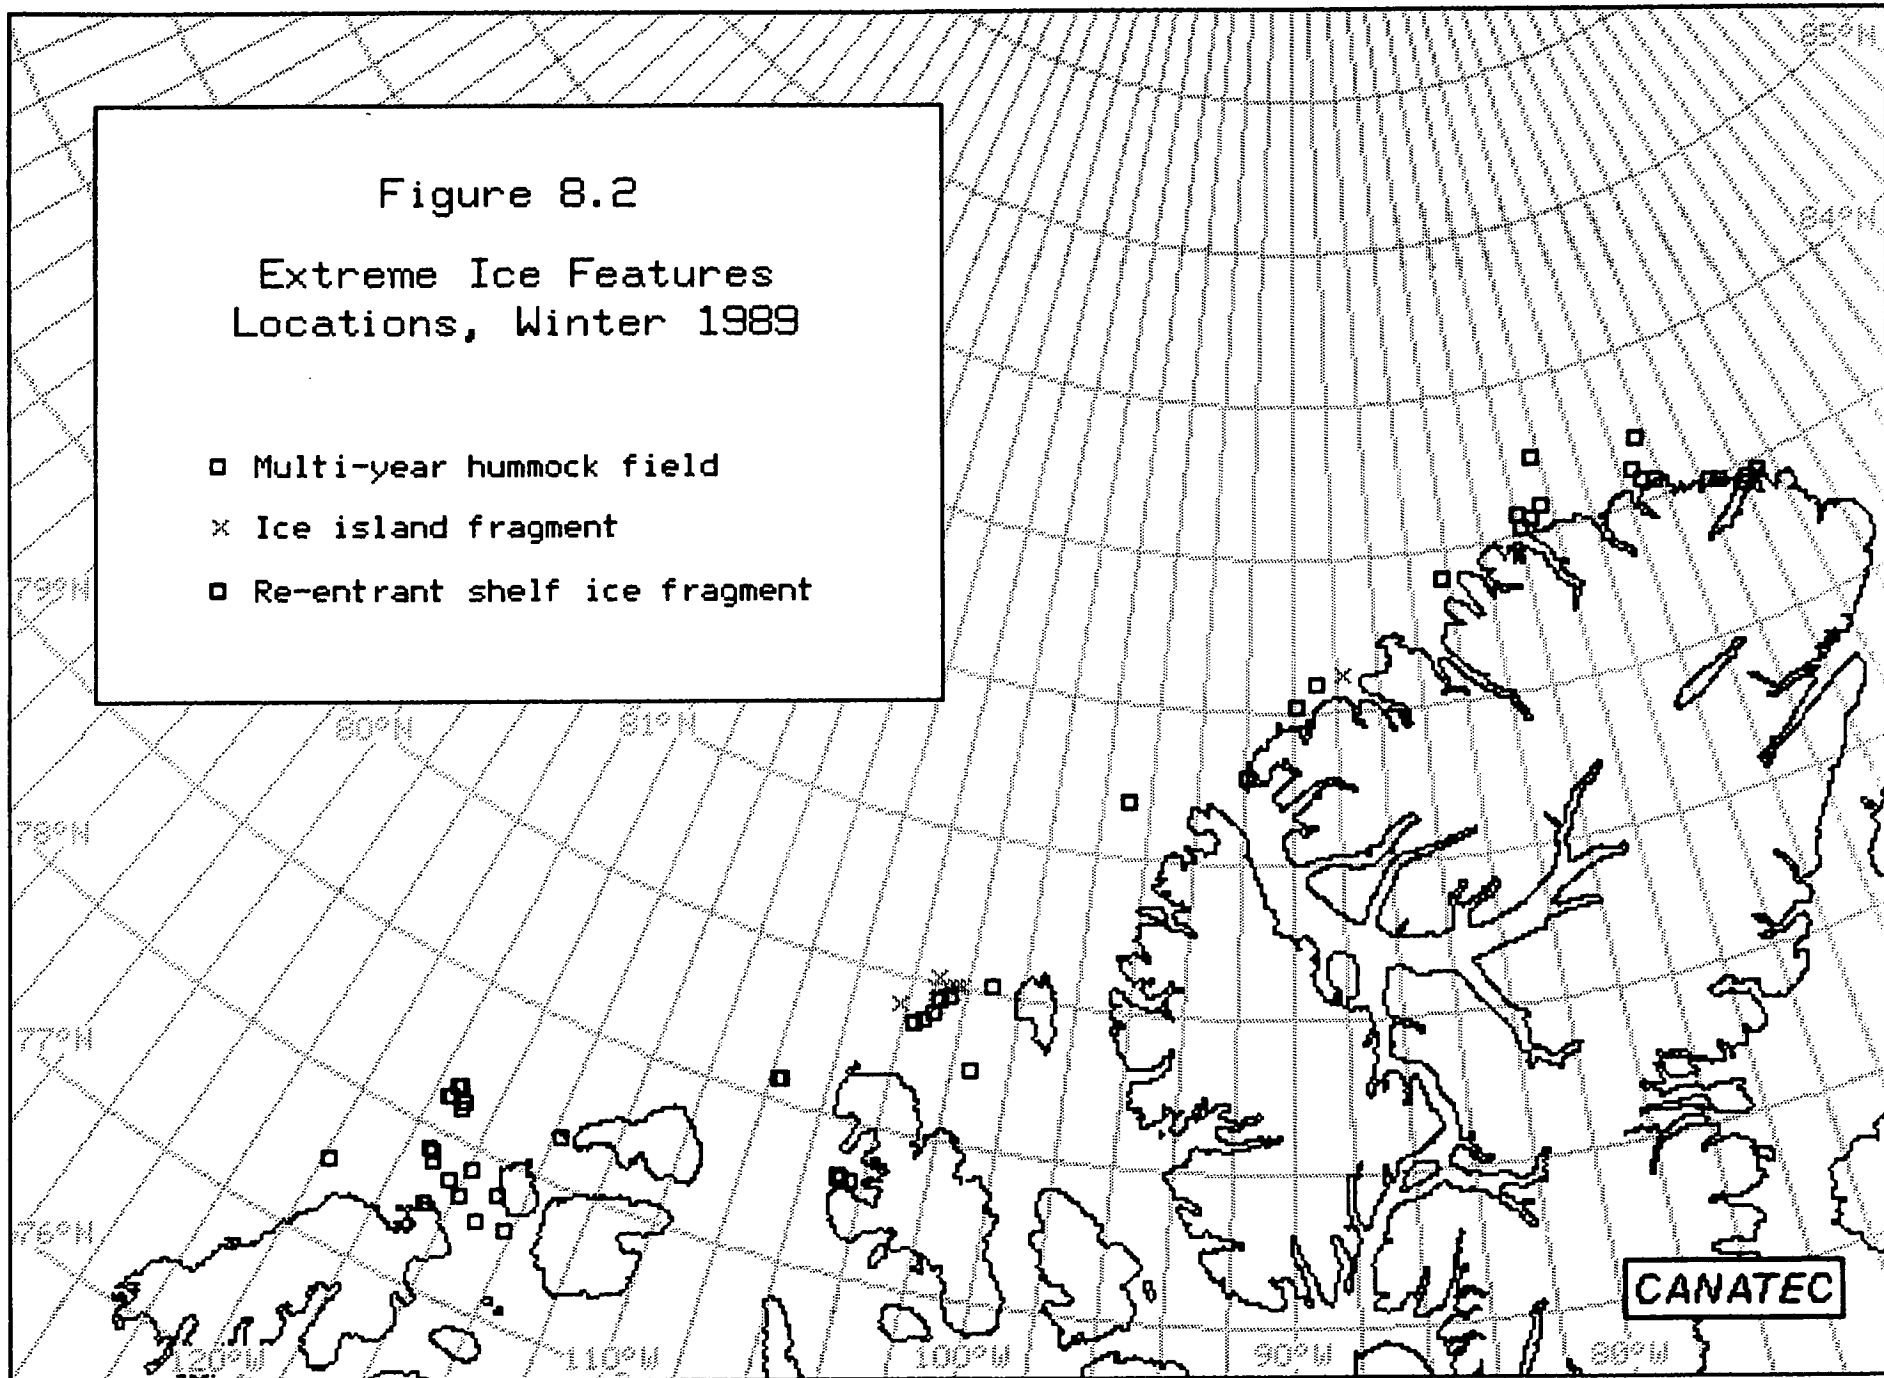 85°N
84°N
Figure 8.2
Extreme Ice Features
Locations, Winter 1989
Multi-year hummock field
Ice island fragment
Re-entrant shelf ice fragment
79°N
80°N
81°N
78°N
77°N
76°N
120°W
110°W
100°W
90°W
80°W
CANATEC